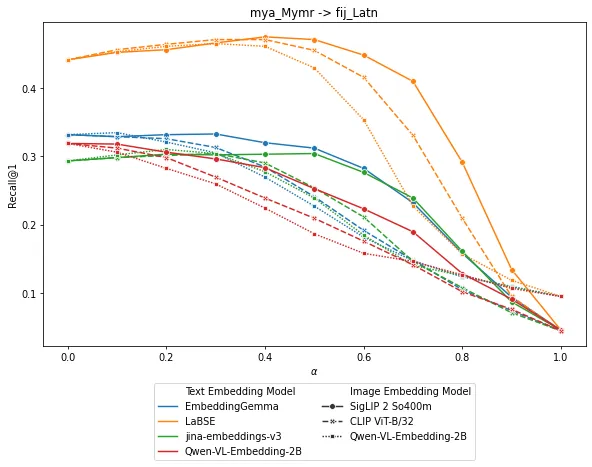 mya_Mymr -> fij_Latn
Recall@1
0.4
0.3
0.2
0.1
0.0 0.2 0.4 0.6 0.8 1.0
α
Text Embedding Model Image Embedding Model
EmbeddingGemma SigLIP 2 So400m
LaBSE CLIP ViT-B/32
jina-embeddings-v3 Qwen-VL-Embedding-2B
Qwen-VL-Embedding-2B